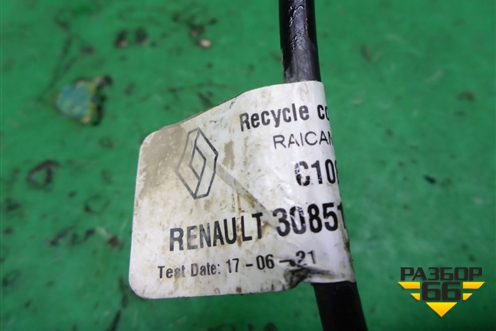 Recycle co
RAICAM
C10
RENAULT 30851
Test Date: 17-06-21
РАЗБОР
66